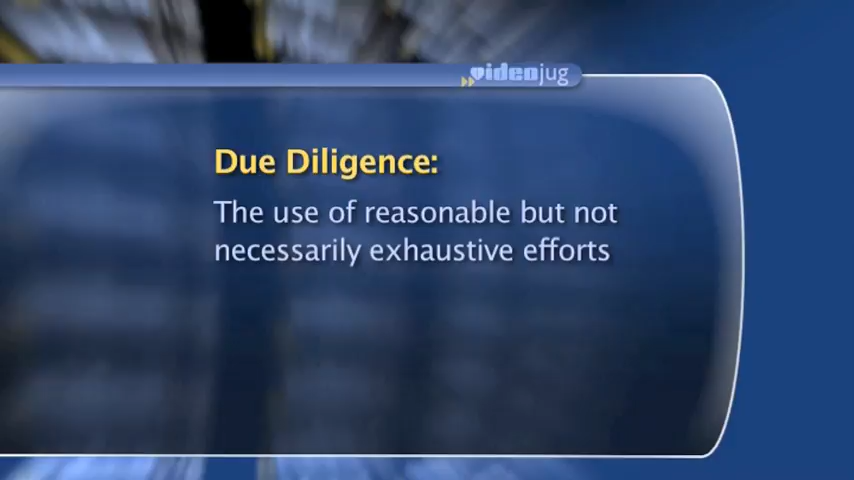 videojug
Due Diligence:
The use of reasonable but not
necessarily exhaustive efforts